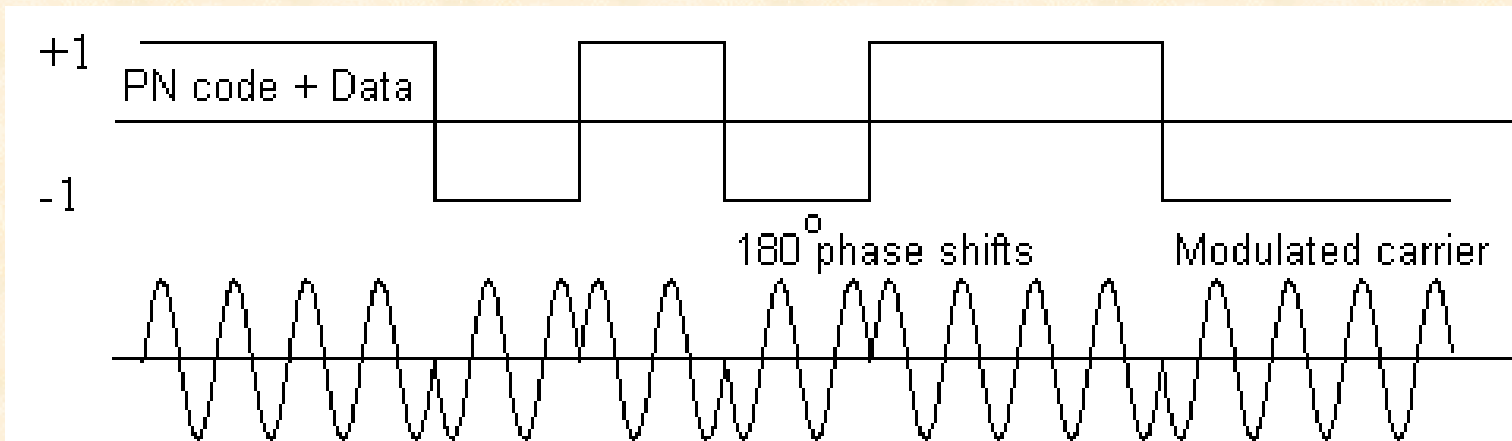 +1
PN code + Data
-1
180° phase shifts
Modulated carrier